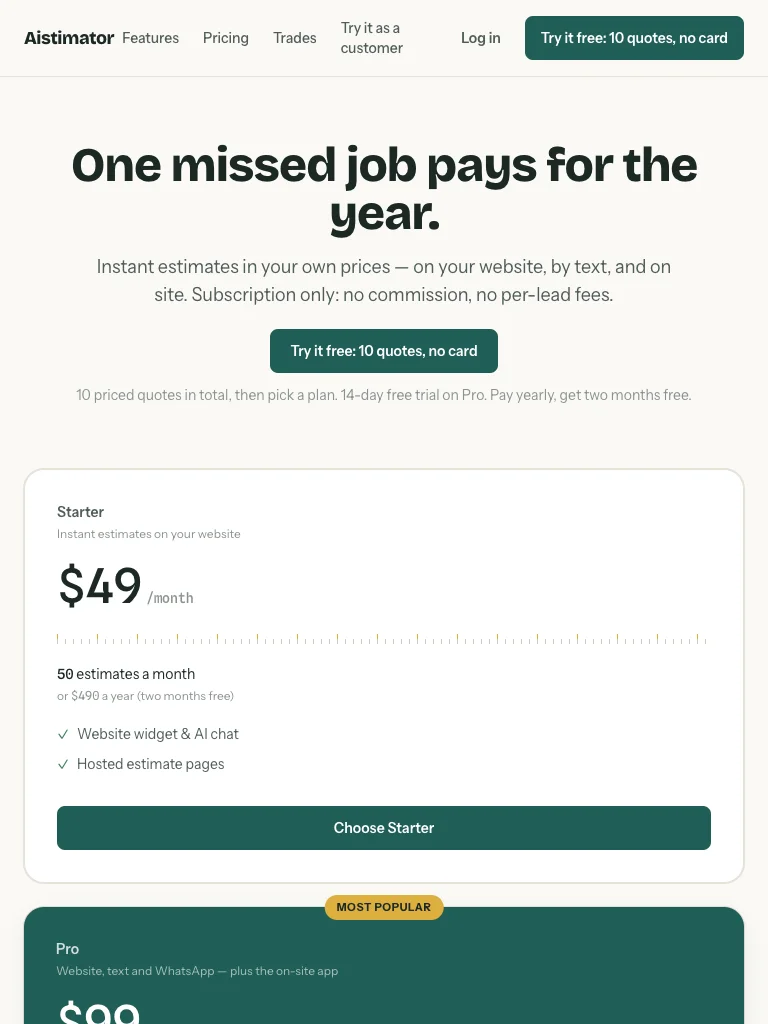 Aistimator Features Pricing Trades Try it as a customer Log in Try it free: 10 quotes, no card
One missed job pays for the
year.
Instant estimates in your own prices — on your website, by text, and on
site. Subscription only: no commission, no per-lead fees.
Try it free: 10 quotes, no card
10 priced quotes in total, then pick a plan. 14-day free trial on Pro. Pay yearly, get two months free.
Starter
Instant estimates on your website
$49 /month
50 estimates a month
or $490 a year (two months free)
✓ Website widget & AI chat
✓ Hosted estimate pages
Choose Starter
MOST POPULAR
Pro
Website, text and WhatsApp — plus the on-site app
$99